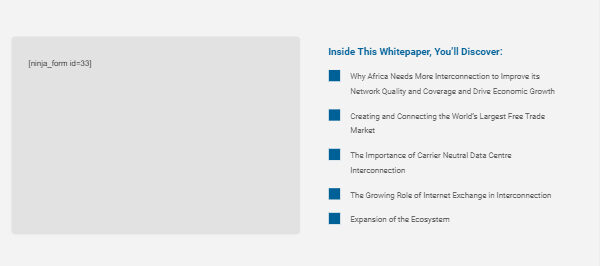 [ninja_form id=33]
Inside This Whitepaper, You'll Discover:
Why Africa Needs More Interconnection to Improve its
Network Quality and Coverage and Drive Economic Growth
Creating and Connecting the World's Largest Free Trade
Market
The Importance of Carrier Neutral Data Centre
Interconnection
The Growing Role of Internet Exchange in Interconnection
Expansion of the Ecosystem